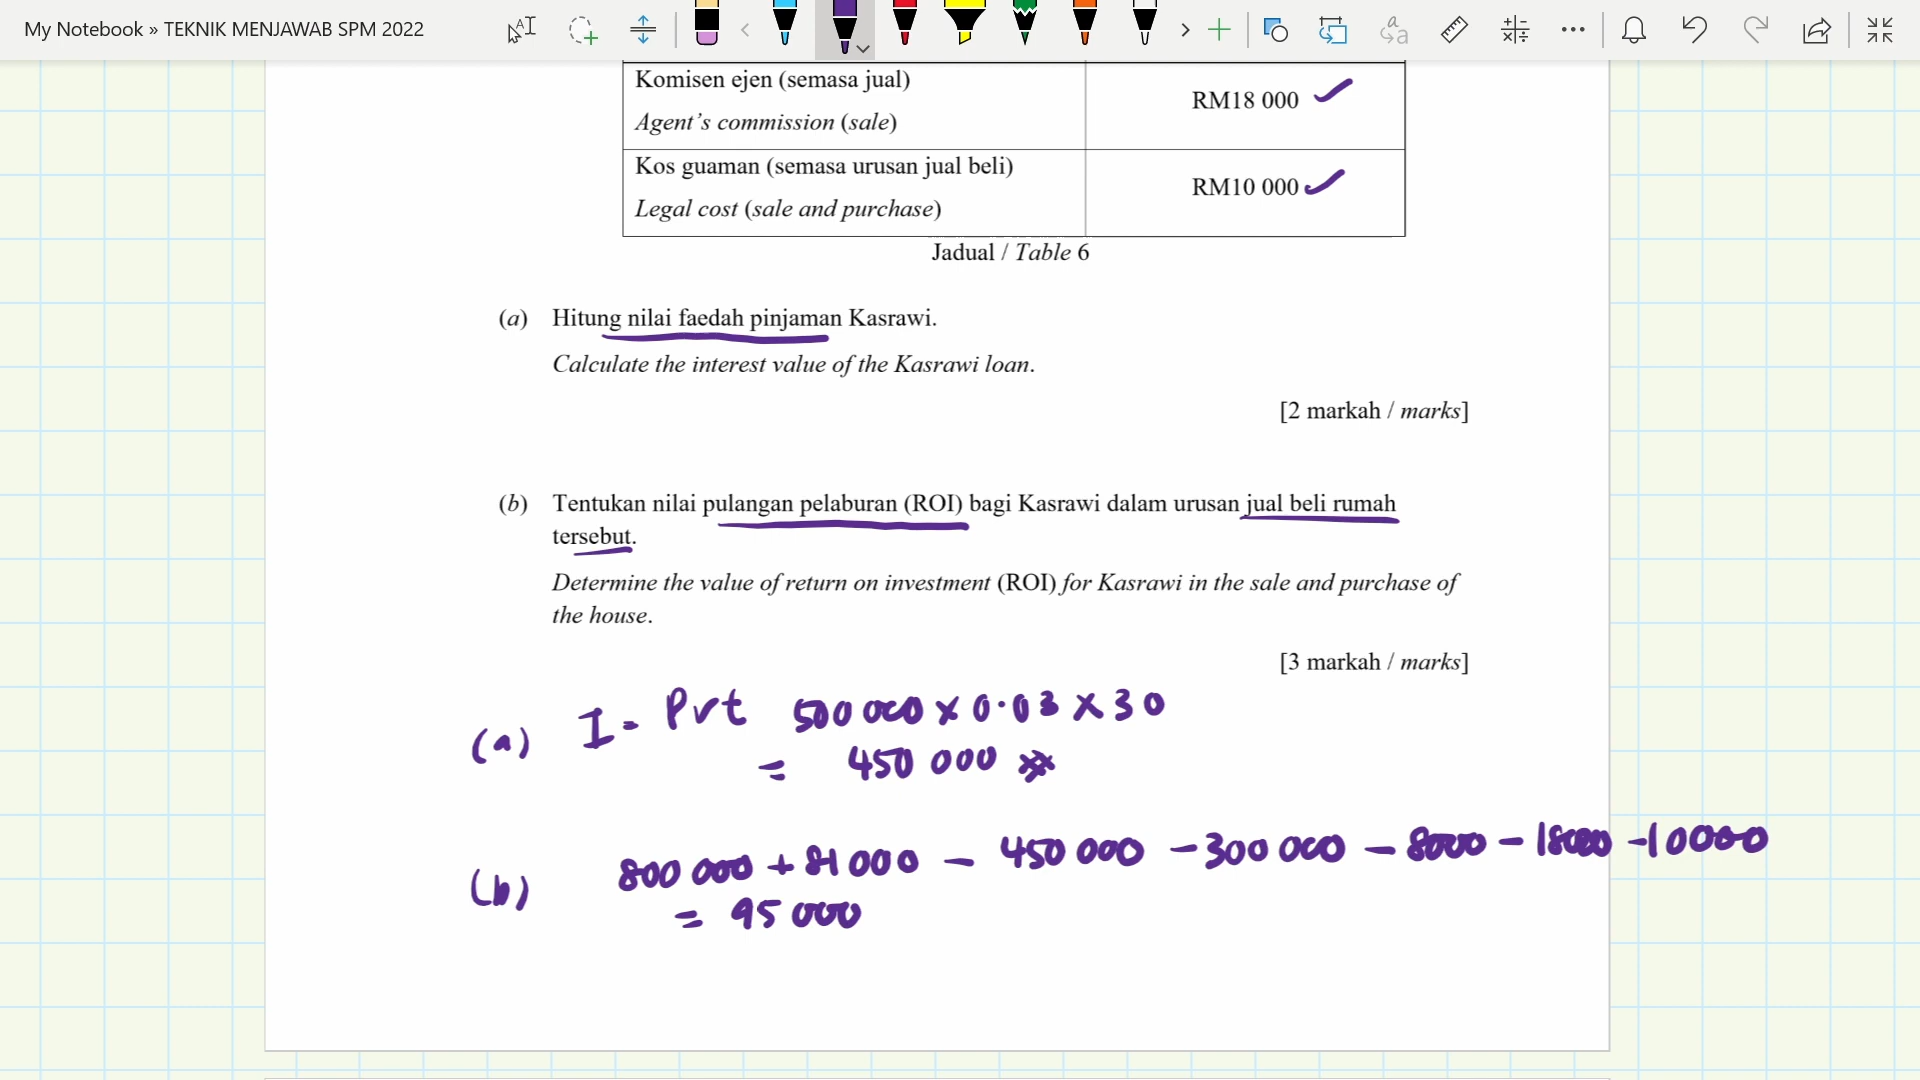 My Notebook » TEKNIK MENJAWAB SPM 2022
Komisen ejen (semasa jual)
Agent's commission (sale)
RM18 000
Kos guaman (semasa urusan jual beli)
Legal cost (sale and purchase)
RM10 000
Jadual / Table 6
(a) Hitung nilai faedah pinjaman Kasrawi.
Calculate the interest value of the Kasrawi loan.
[2 markah / marks]
(b) Tentukan nilai pulangan pelaburan (ROI) bagi Kasrawi dalam urusan jual beli rumah
tersebut.
Determine the value of return on investment (ROI) for Kasrawi in the sale and purchase of
the house.
[3 markah / marks]
(a) I = Prt 500 000 × 0.03 × 30
= 450 000
(b) 800 000 + 81 000 − 450 000 − 300 000 − 8000 − 18000 − 10000
= 95 000